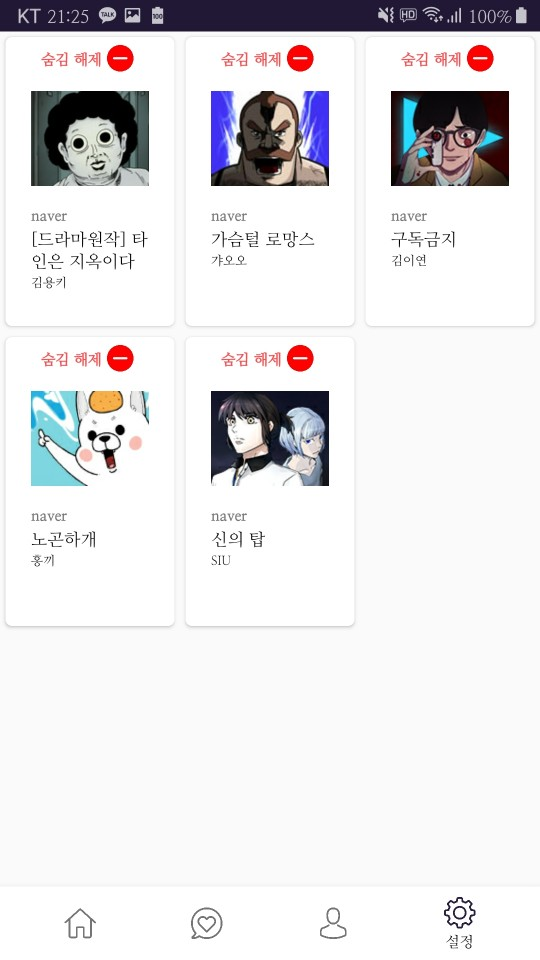 KT 21:25 TALK 100 HD 100%
숨김 해제 숨김 해제 숨김 해제
naver naver naver
[드라마원작] 타 가슴털 로망스 구독금지
인은 지옥이다 갸오오 김이연
김용키
숨김 해제 숨김 해제
naver naver
노곤하개 신의 탑
홍끼 SIU
설정